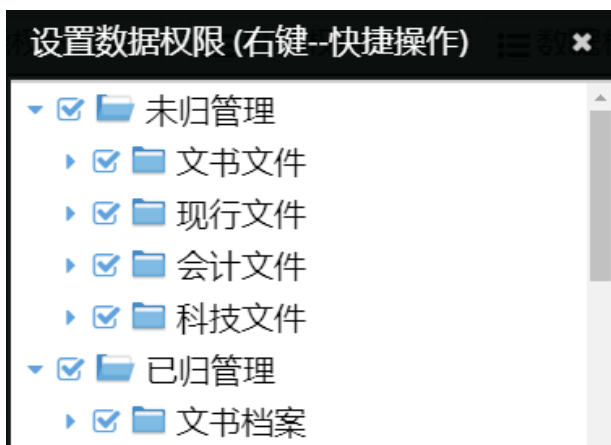 设置数据权限 (右键--快捷操作)
未归管理
文书文件
现行文件
会计文件
科技文件
已归管理
文书档案